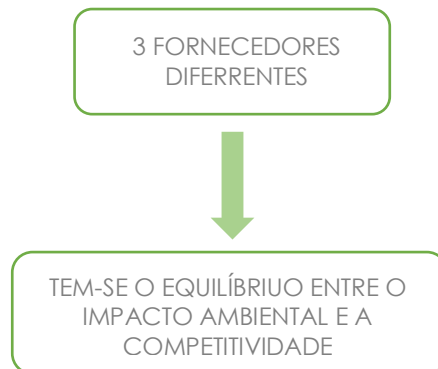 3 FORNECEDORES
DIFERRENTES
TEM-SE O EQUILÍBRIUO ENTRE O
IMPACTO AMBIENTAL E A
COMPETITIVIDADE